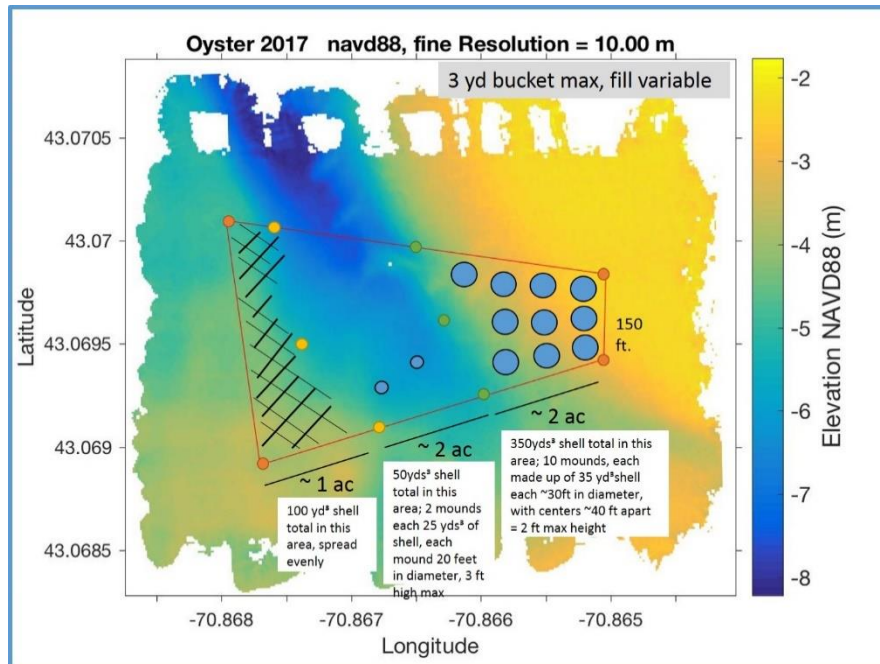 Oyster 2017 navd88, fine Resolution = 10.00 m
3 yd bucket max, fill variable
43.0705
43.07
43.0695
43.069
43.0685
Latitude
-2
-3
-4
-5
-6
-7
-8
Elevation NAVD88 (m)
150
ft.
~ 1 ac
~ 2 ac
~ 2 ac
100 yd³ shell
total in this
area, spread
evenly
50yds³ shell
total in this
area; 2 mounds
each 25 yds³ of
shell, each
mound 20 feet
in diameter, 3 ft
high max
350yds³ shell total in this
area; 10 mounds, each
made up of 35 yd³shell
each ~30ft in diameter,
with centers ~40 ft apart
= 2 ft max height
-70.868
-70.867
-70.866
-70.865
Longitude